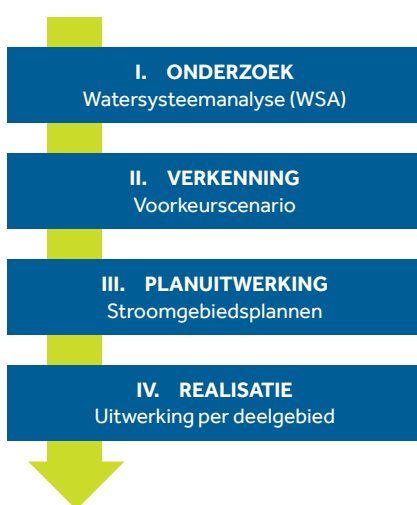 I. ONDERZOEK
Watersysteemanalyse (WSA)
II. VERKENNING
Voorkeurscenario
III. PLANUITWERKING
Stroomgebiedsplannen
IV. REALISATIE
Uitwerking per deelgebied